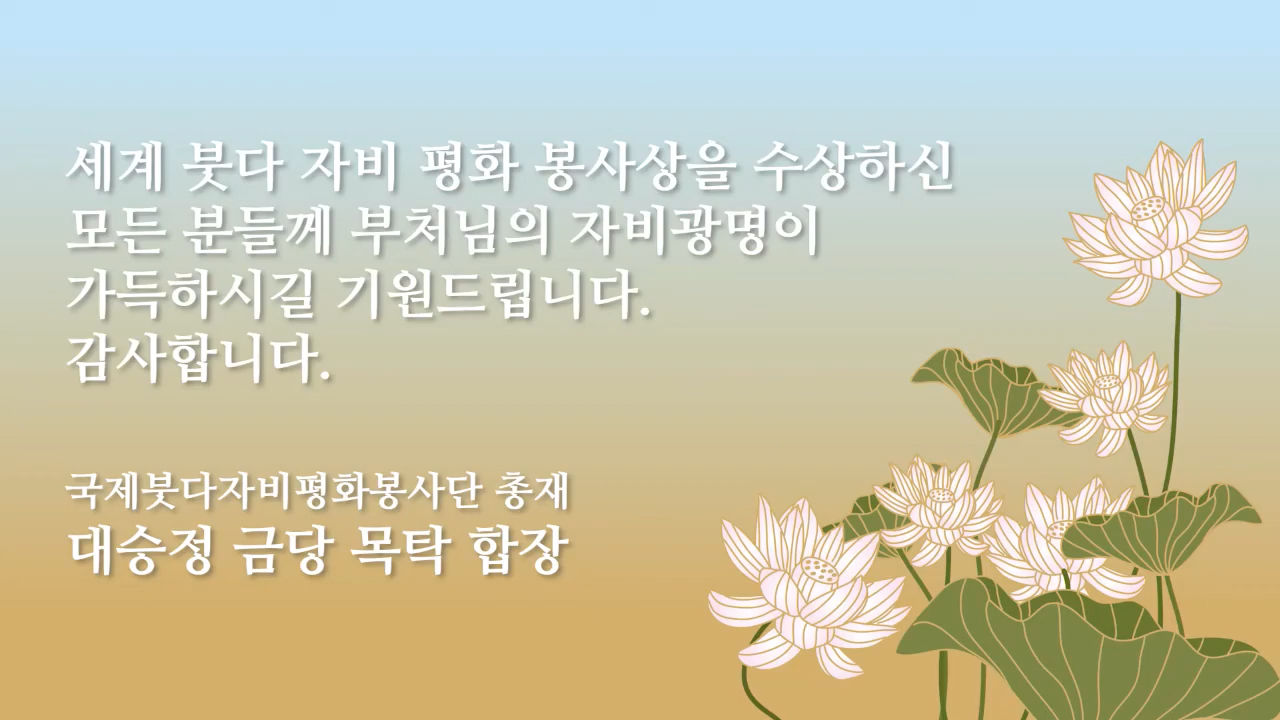 세계 붓다 자비 평화 봉사상을 수상하신
모든 분들께 부처님의 자비광명이
가득하시길 기원드립니다.
감사합니다.
국제붓다자비평화봉사단 총재
대승정 금당 목탁 합장